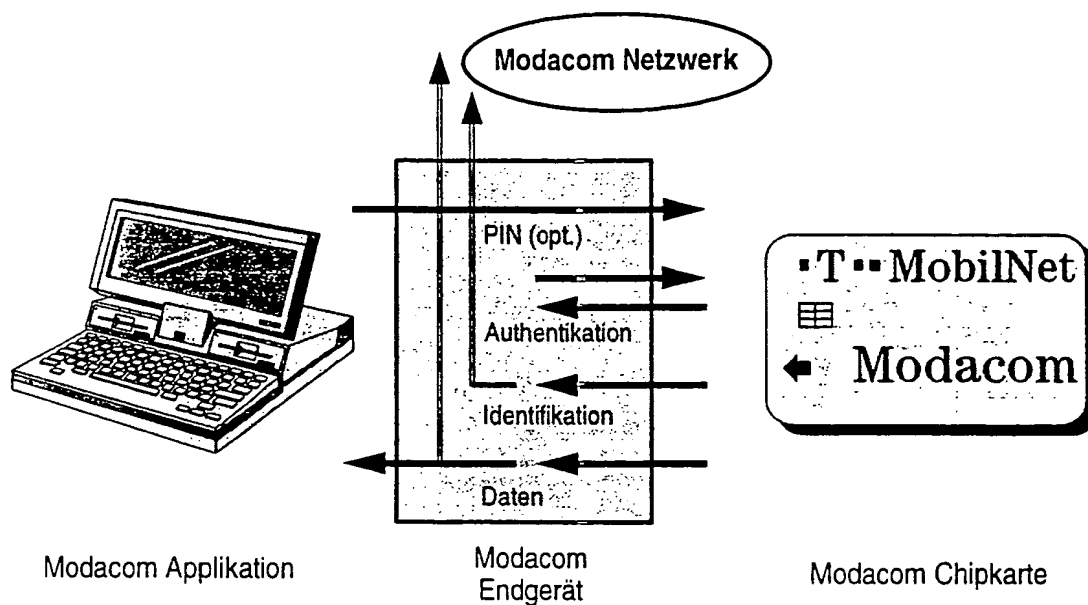 Modacom Netzwerk
PIN (opt.)
Authentikation
Identifikation
Daten
·T··MobilNet
Modacom
Modacom Applikation
Modacom
Endgerät
Modacom Chipkarte